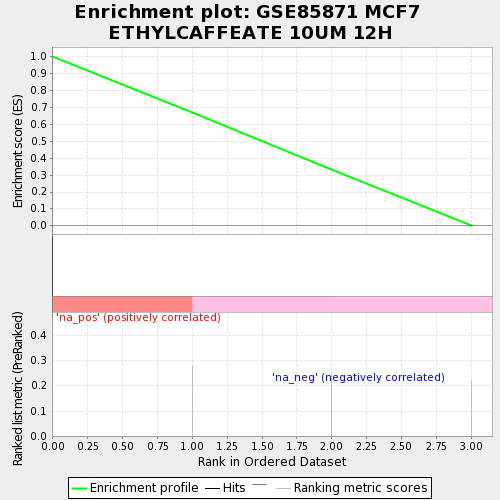 Enrichment plot: GSE85871 MCF7
ETHYLCAFFEATE 10UM 12H
Enrichment score (ES)
1.0
0.9
0.8
0.7
0.6
0.5
0.4
0.3
0.2
0.1
0.0
'na_pos' (positively correlated)
Ranked list metric (PreRanked)
0.4
0.3
0.2
0.1
0.0
'na_neg' (negatively correlated)
0.00 0.25 0.50 0.75 1.00 1.25 1.50 1.75 2.00 2.25 2.50 2.75 3.00
Rank in Ordered Dataset
Enrichment profile Hits Ranking metric scores